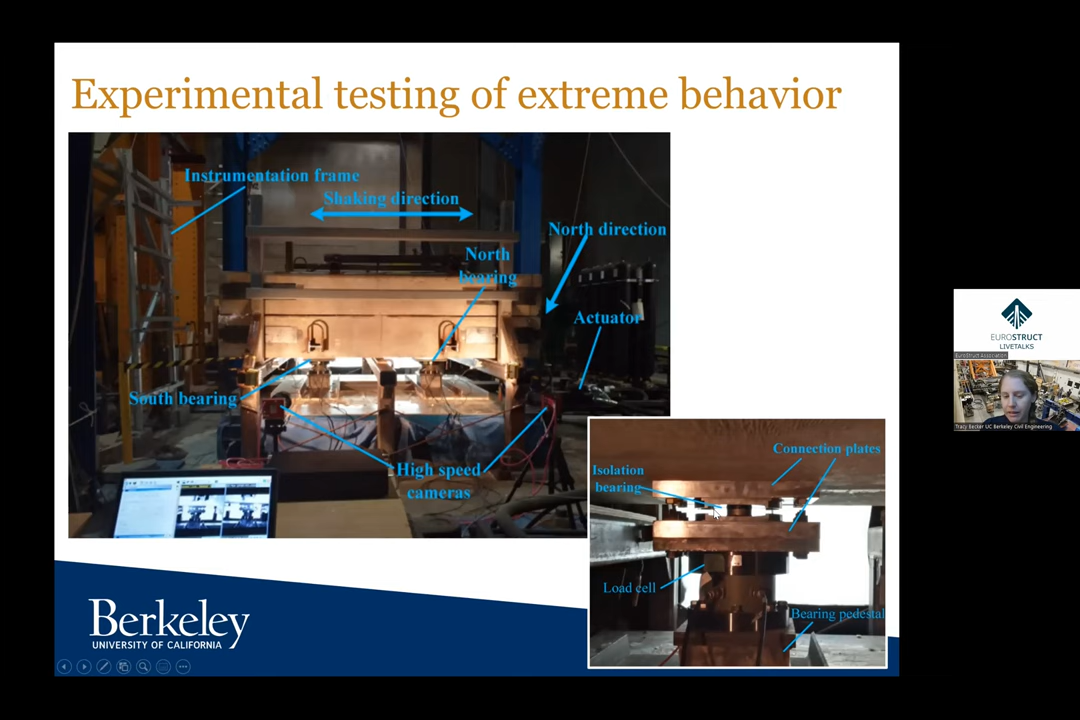 Experimental testing of extreme behavior
Instrumentation frame
Shaking direction
North direction
North
bearing
Actuator
South bearing
High speed
cameras
Connection plates
Isolation
bearing
Load cell
Bearing pedestal
Berkeley
UNIVERSITY OF CALIFORNIA
EUROSTRUCT
LIVETALKS
EuroStruct Association
Tracy Becker UC Berkeley Civil Engineering